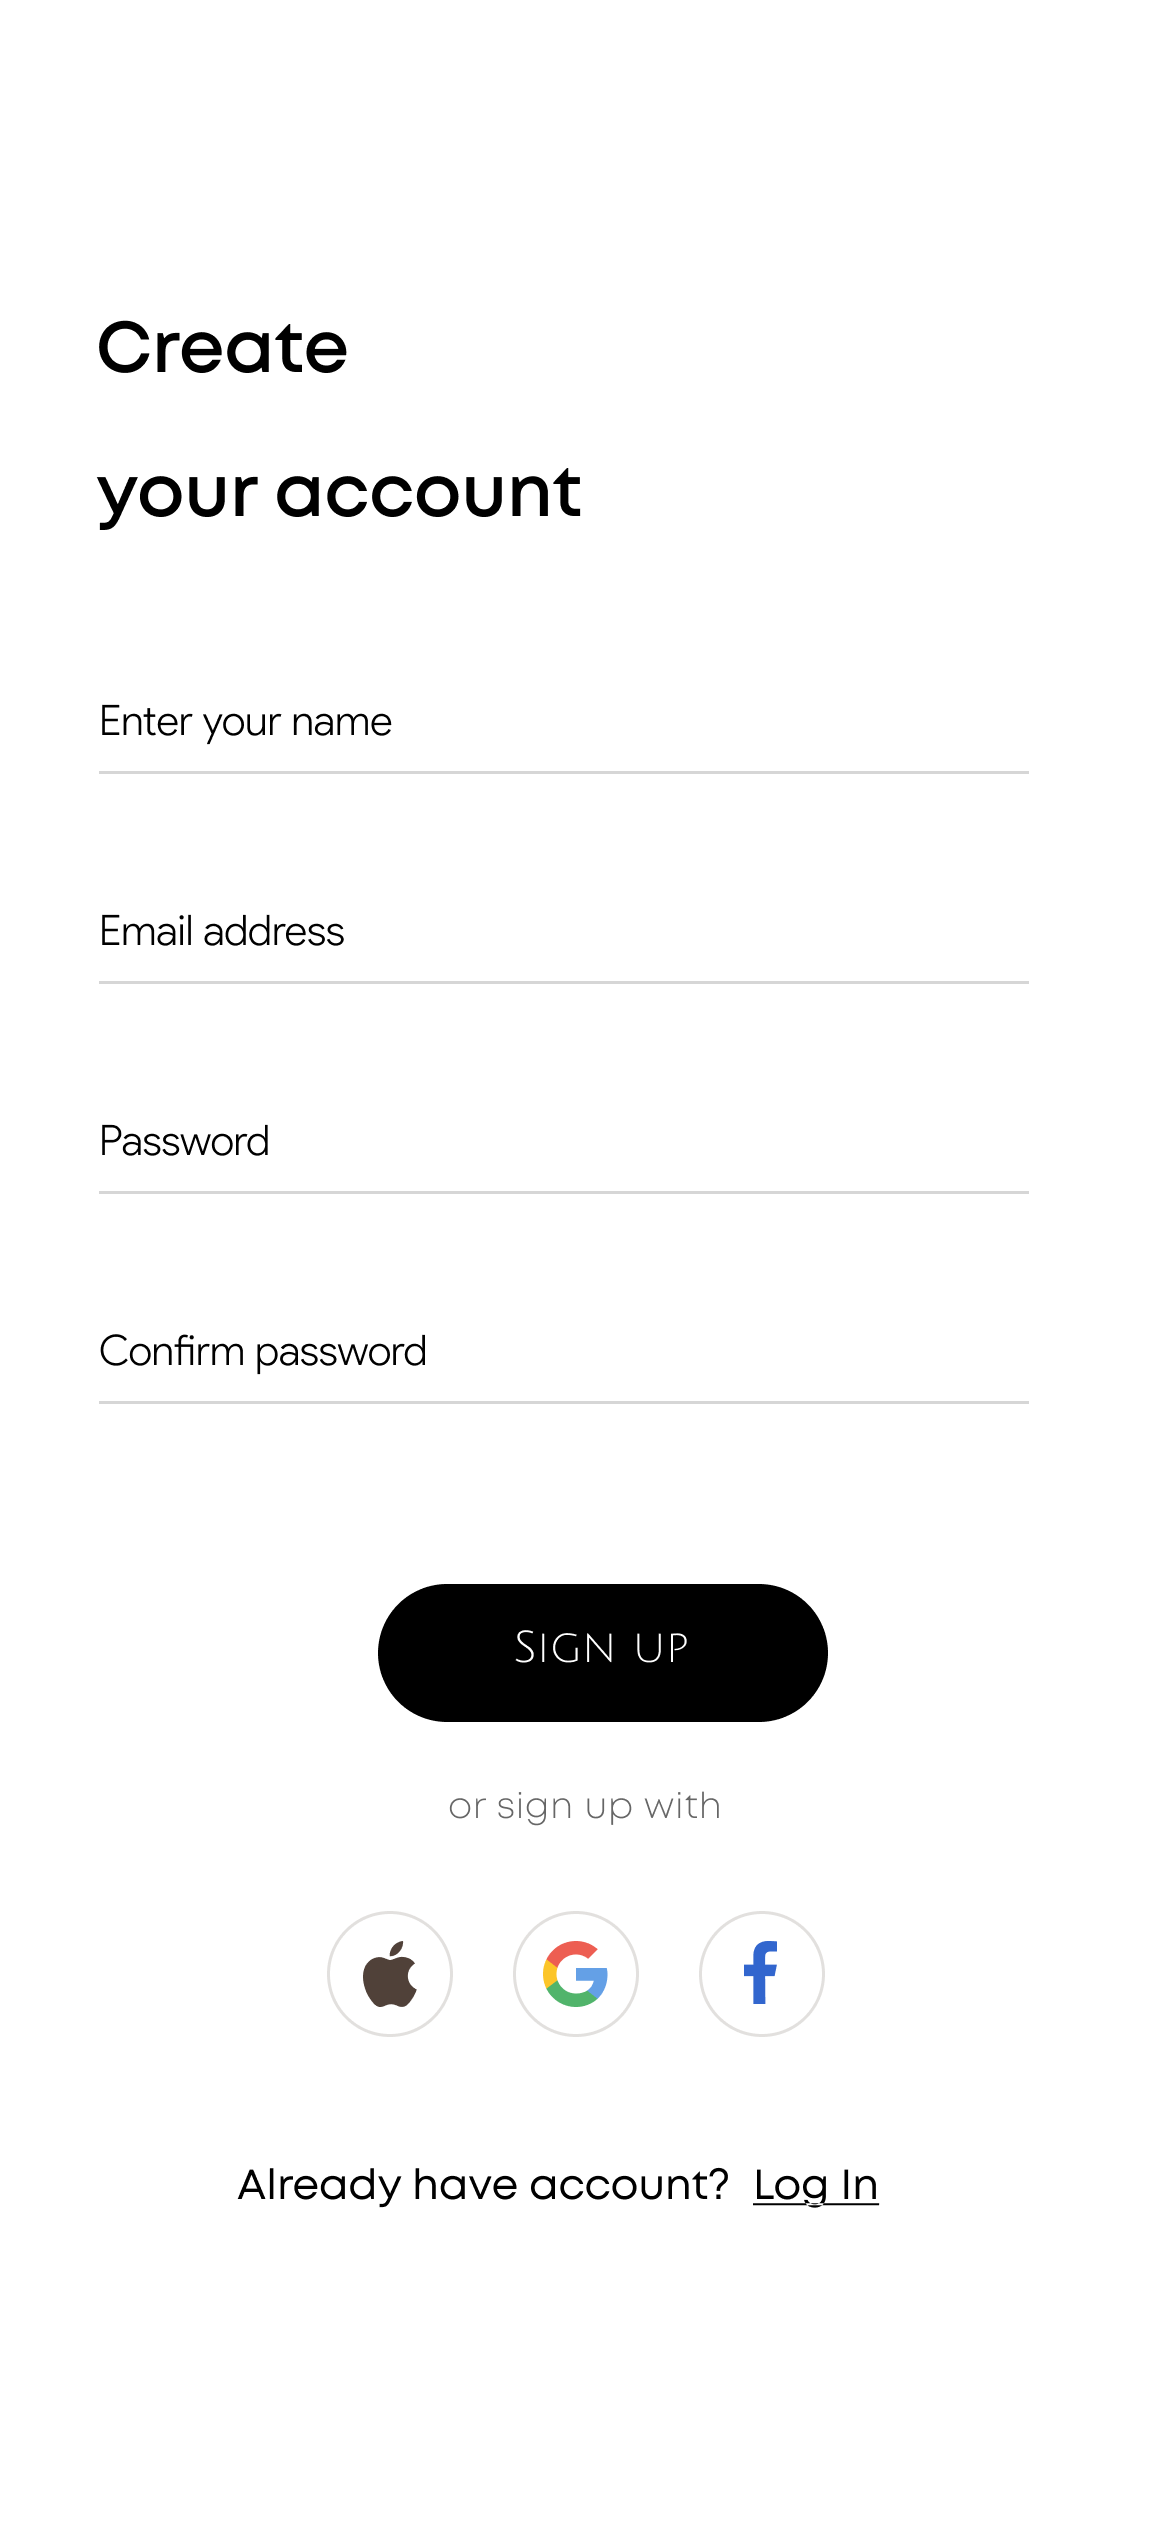 Create
your account
Enter your name
Email address
Password
Confirm password
Sign up
or sign up with
Already have account? Log In